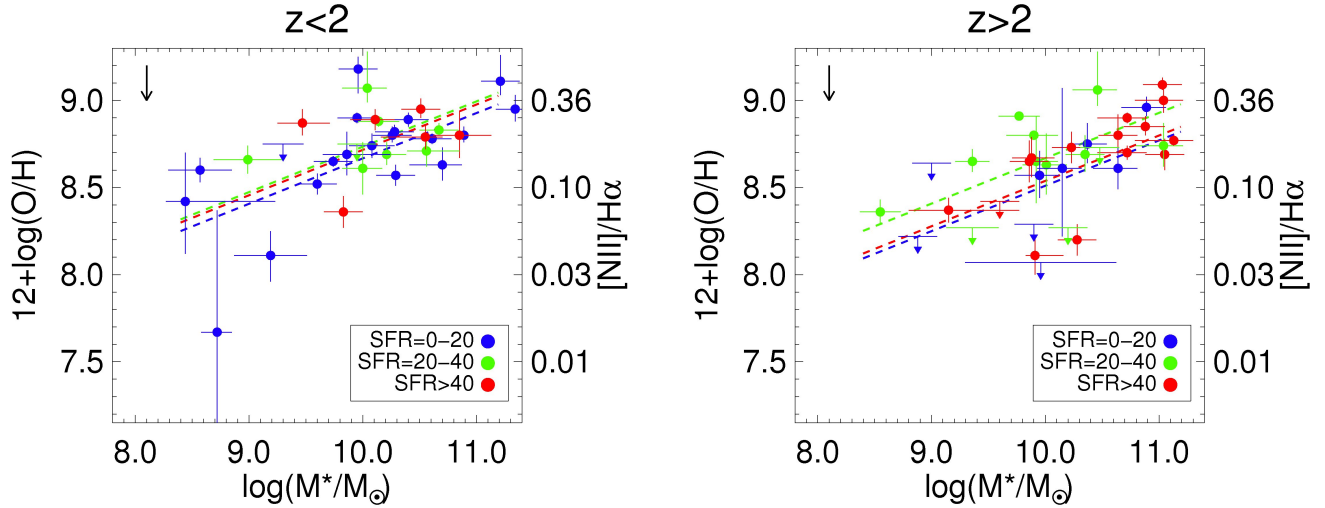 z<2
12+log(O/H)
9.0
8.5
8.0
7.5
0.36
0.10
0.03
0.01
[NII]/Hα
SFR=0−20
SFR=20−40
SFR>40
8.0 9.0 10.0 11.0
log(M*/M⊙)
z>2
12+log(O/H)
9.0
8.5
8.0
7.5
0.36
0.10
0.03
0.01
[NII]/Hα
SFR=0−20
SFR=20−40
SFR>40
8.0 9.0 10.0 11.0
log(M*/M⊙)